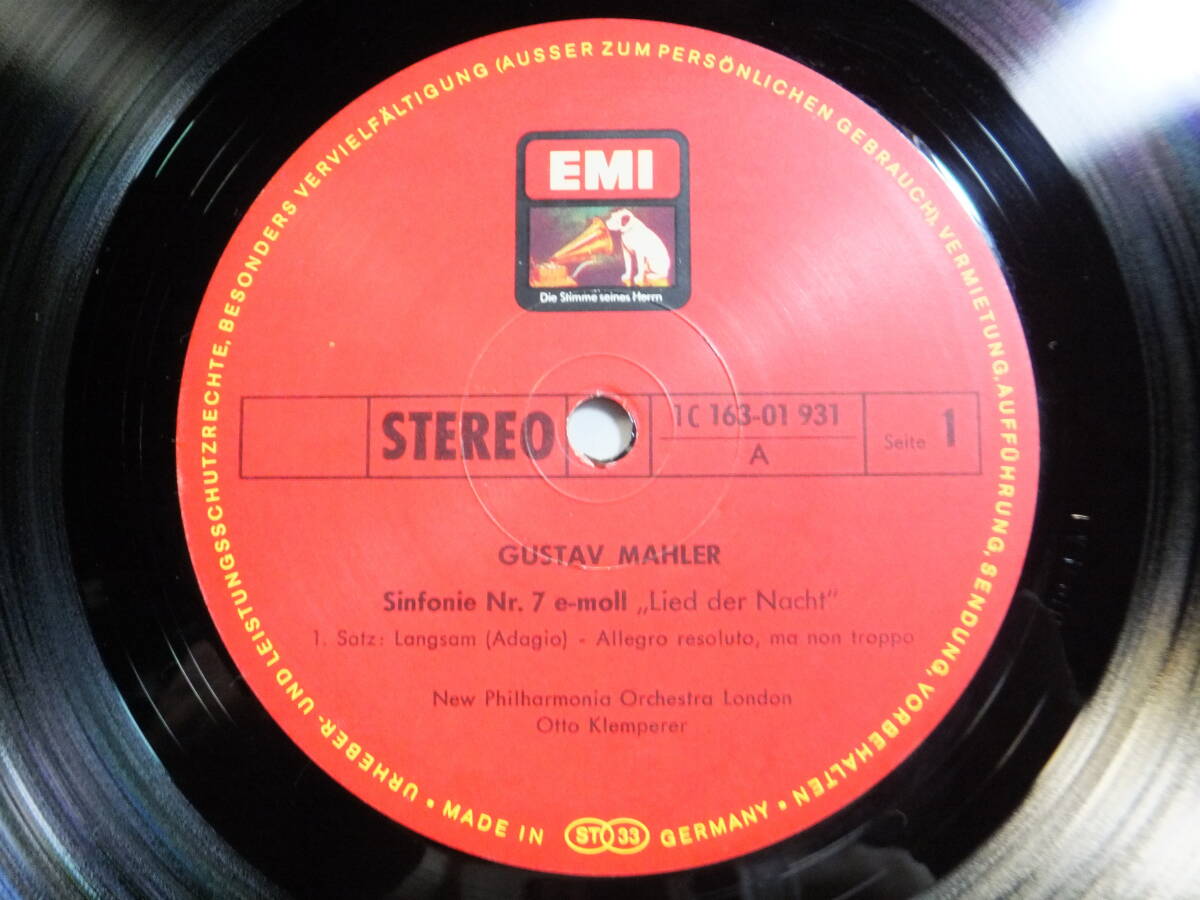 URHEBER- UND LEISTUNGSSCHUTZRECHTE, BESONDERS VERVIELFÄLTIGUNG (AUSSER ZUM PERSÖNLICHEN GEBRAUCH), VERMIETUNG, AUFFÜHRUNG, SENDUNG, VORBEHALTEN
EMI
Die Stimme seines Herrn
STEREO
1C 163-01 931
A
Seite 1
GUSTAV MAHLER
Sinfonie Nr. 7 e-moll „Lied der Nacht"
1. Satz: Langsam (Adagio) - Allegro resoluto, ma non troppo
New Philharmonia Orchestra London
Otto Klemperer
• MADE IN ST 33 GERMANY •